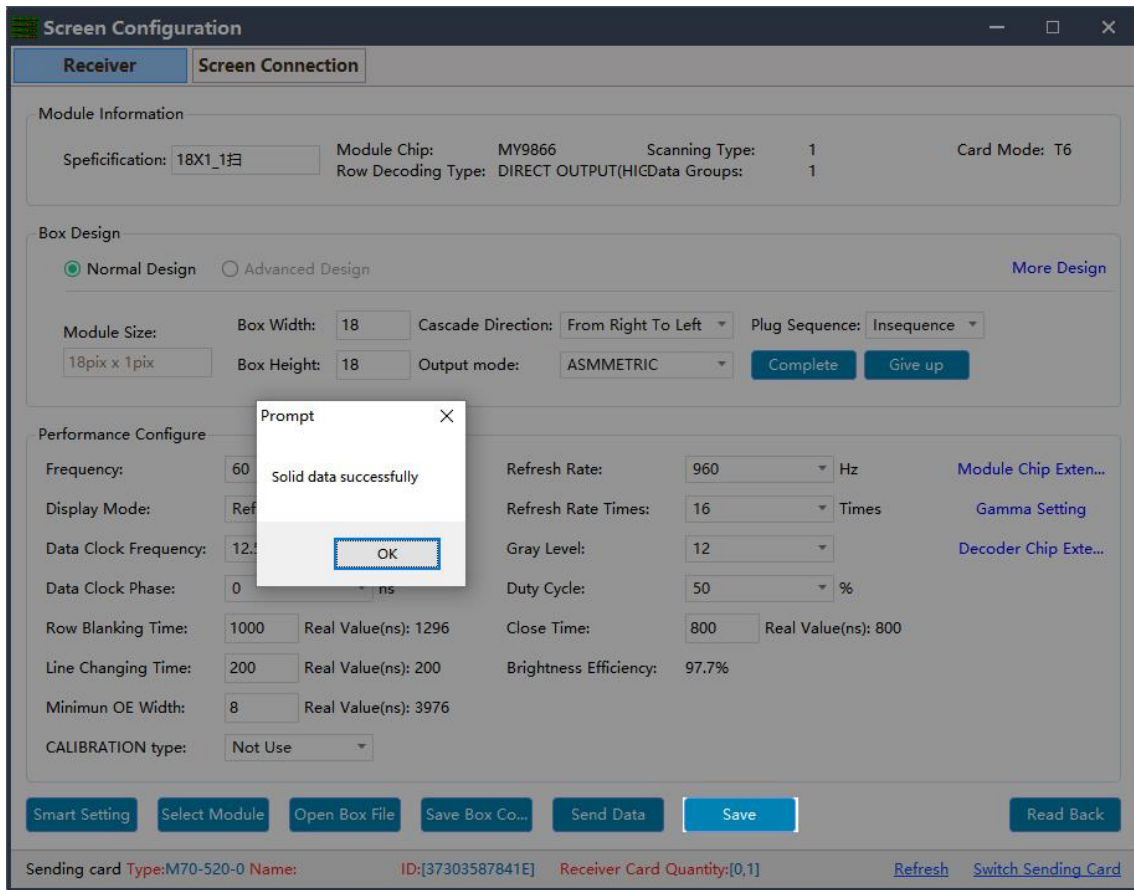 Screen Configuration
Receiver Screen Connection
Module Information
Speficification: 18X1_1扫 Module Chip: MY9866 Scanning Type: 1 Card Mode: T6
Row Decoding Type: DIRECT OUTPUT(HIGData Groups: 1
Box Design
Normal Design Advanced Design More Design
Module Size: Box Width: 18 Cascade Direction: From Right To Left Plug Sequence: Insequence
18pix x 1pix Box Height: 18 Output mode: ASMMETRIC Complete Give up
Prompt
Solid data successfully
OK
Performance Configure
Frequency: 60 Refresh Rate: 960 Hz Module Chip Exten...
Display Mode: Ref Refresh Rate Times: 16 Times Gamma Setting
Data Clock Frequency: 12. Gray Level: 12 Decoder Chip Exte...
Data Clock Phase: 0 ns Duty Cycle: 50 %
Row Blanking Time: 1000 Real Value(ns): 1296 Close Time: 800 Real Value(ns): 800
Line Changing Time: 200 Real Value(ns): 200 Brightness Efficiency: 97.7%
Minimun OE Width: 8 Real Value(ns): 3976
CALIBRATION type: Not Use
Smart Setting Select Module Open Box File Save Box Co... Send Data Save Read Back
Sending card Type:M70-520-0 Name: ID:[37303587841E] Receiver Card Quantity:[0,1] Refresh Switch Sending Card